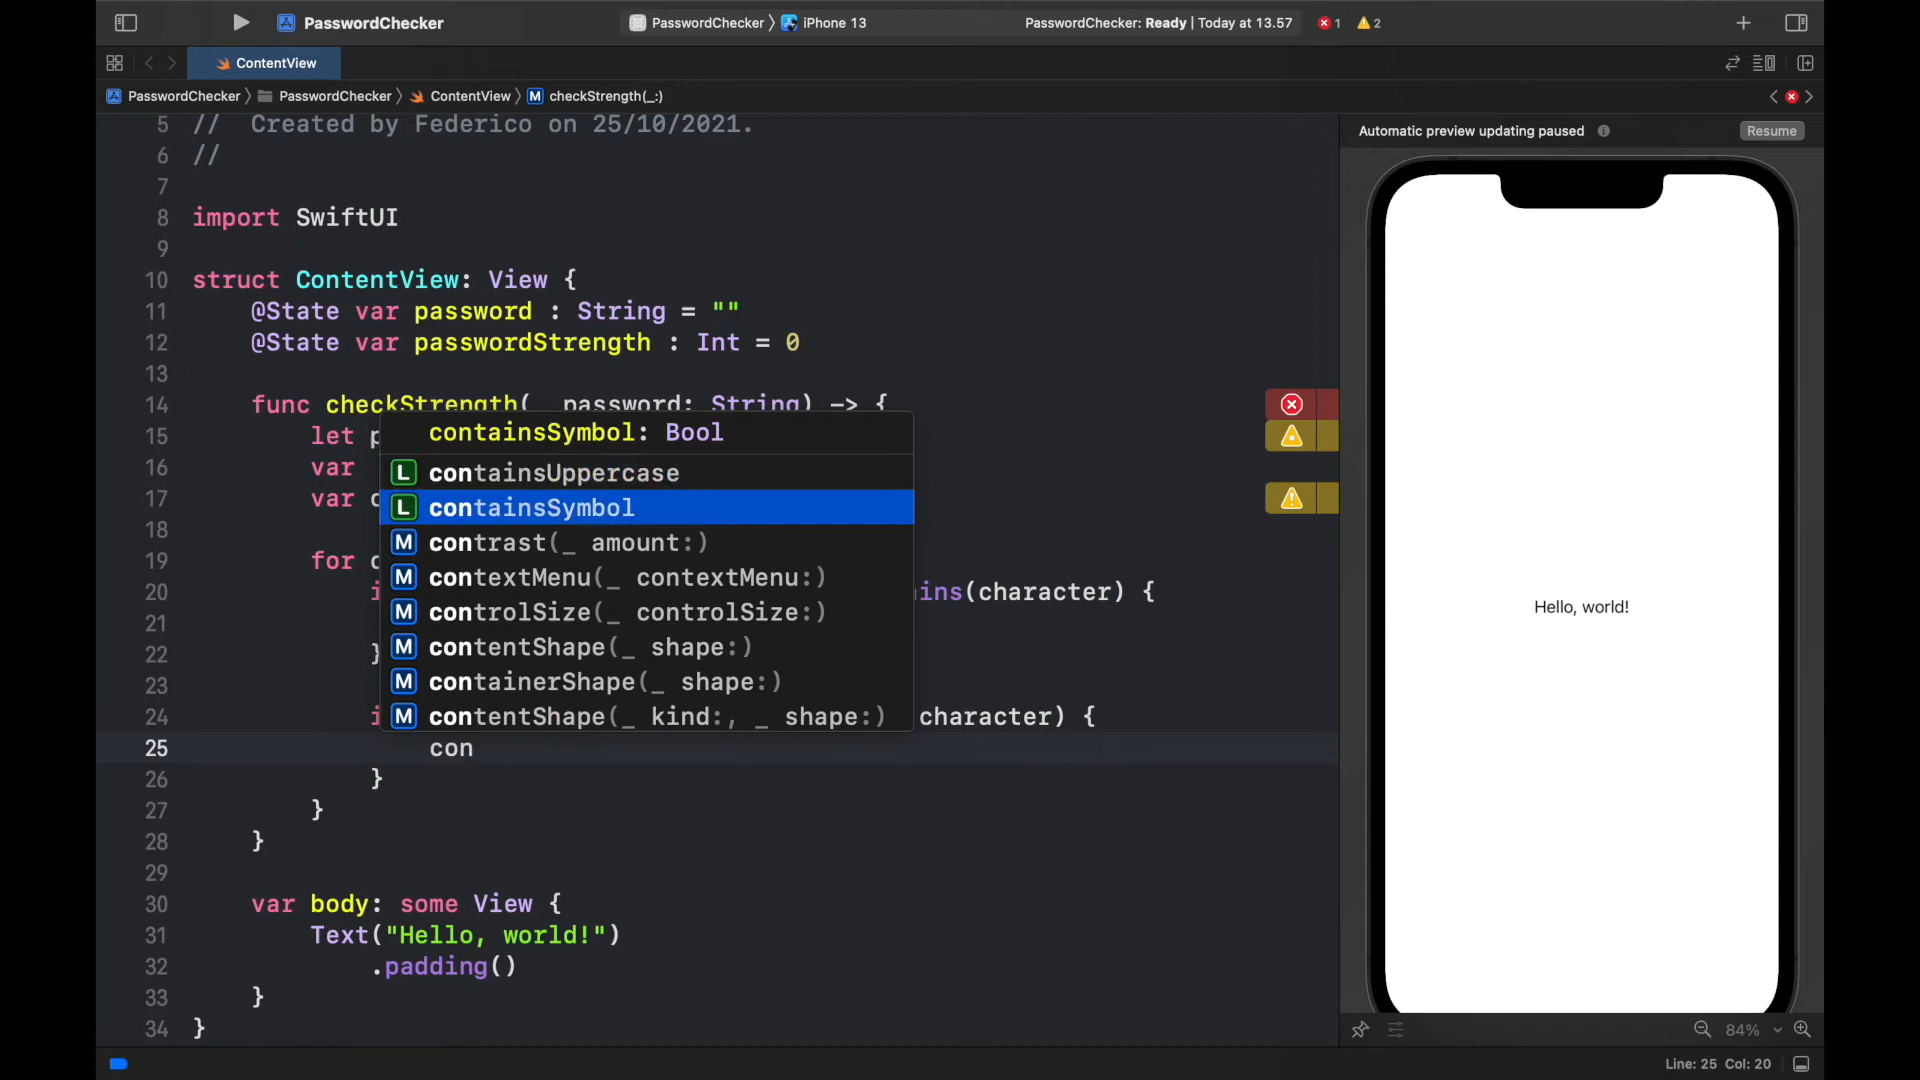 PasswordChecker
PasswordChecker 〉 iPhone 13
PasswordChecker: Ready | Today at 13.57
1
2
ContentView
PasswordChecker 〉 PasswordChecker 〉 ContentView 〉 M checkStrength(_:)
5 // Created by Federico on 25/10/2021.
6 //
7
8 import SwiftUI
9
10 struct ContentView: View {
11 @State var password : String = ""
12 @State var passwordStrength : Int = 0
13
14 func checkStrength(_ password: String) -> {
15 let p
16 var
17 var c
18
19 for c
20 i ins(character) {
21
22 }
23
24 i character) {
25 con
26 }
27 }
28 }
29
30 var body: some View {
31 Text("Hello, world!")
32 .padding()
33 }
34 }
containsSymbol: Bool
L containsUppercase
L containsSymbol
M contrast(_ amount:)
M contextMenu(_ contextMenu:)
M controlSize(_ controlSize:)
M contentShape(_ shape:)
M containerShape(_ shape:)
M contentShape(_ kind:, _ shape:)
Automatic preview updating paused
Resume
Hello, world!
84%
Line: 25 Col: 20